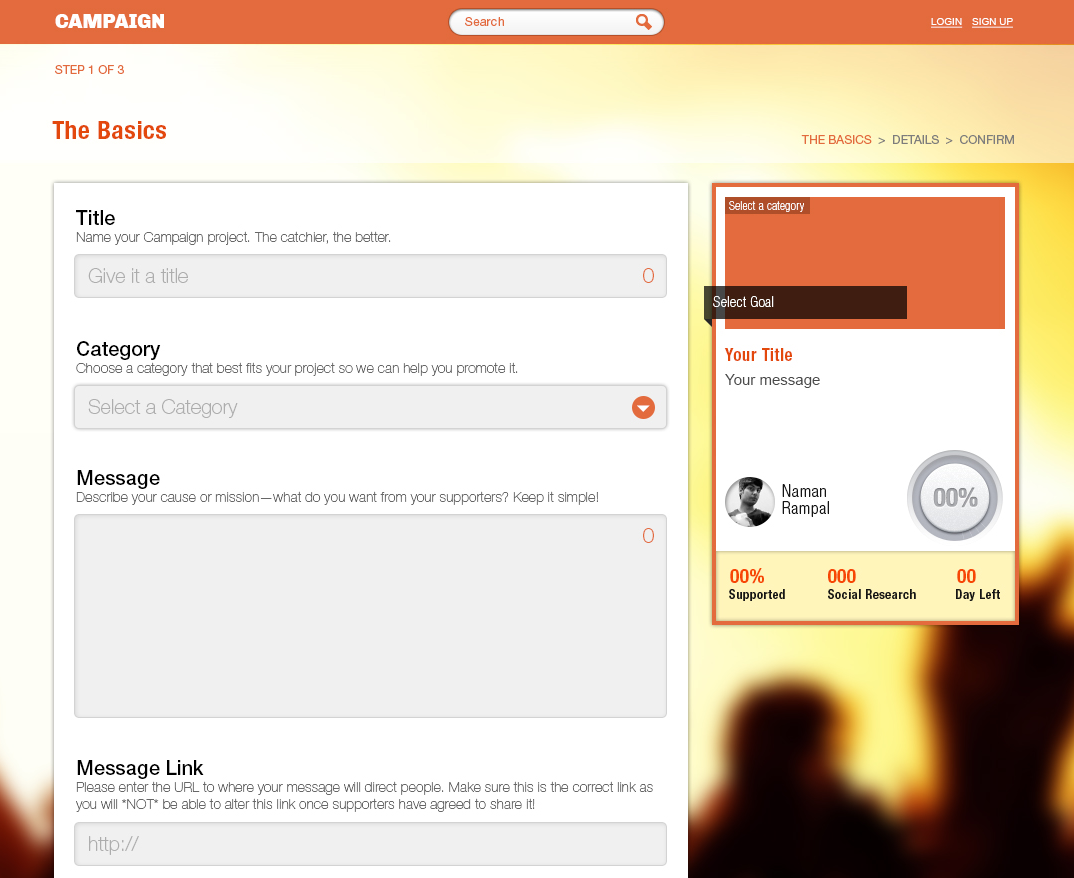 CAMPAIGN
Search
LOGIN SIGN UP
STEP 1 OF 3
The Basics
THE BASICS > DETAILS > CONFIRM
Title
Name your Campaign project. The catchier, the better.
Give it a title 0
Category
Choose a category that best fits your project so we can help you promote it.
Select a Category
Message
Describe your cause or mission—what do you want from your supporters? Keep it simple!
0
Message Link
Please enter the URL to where your message will direct people. Make sure this is the correct link as
you will *NOT* be able to alter this link once supporters have agreed to share it!
http://
Select a category
Select Goal
Your Title
Your message
Naman
Rampal
00%
00% 000 00
Supported Social Research Day Left